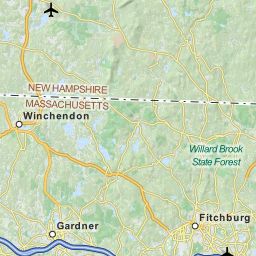 NEW HAMPSHIRE
MASSACHUSETTS
Winchendon
Willard Brook
State Forest
Gardner
Fitchburg